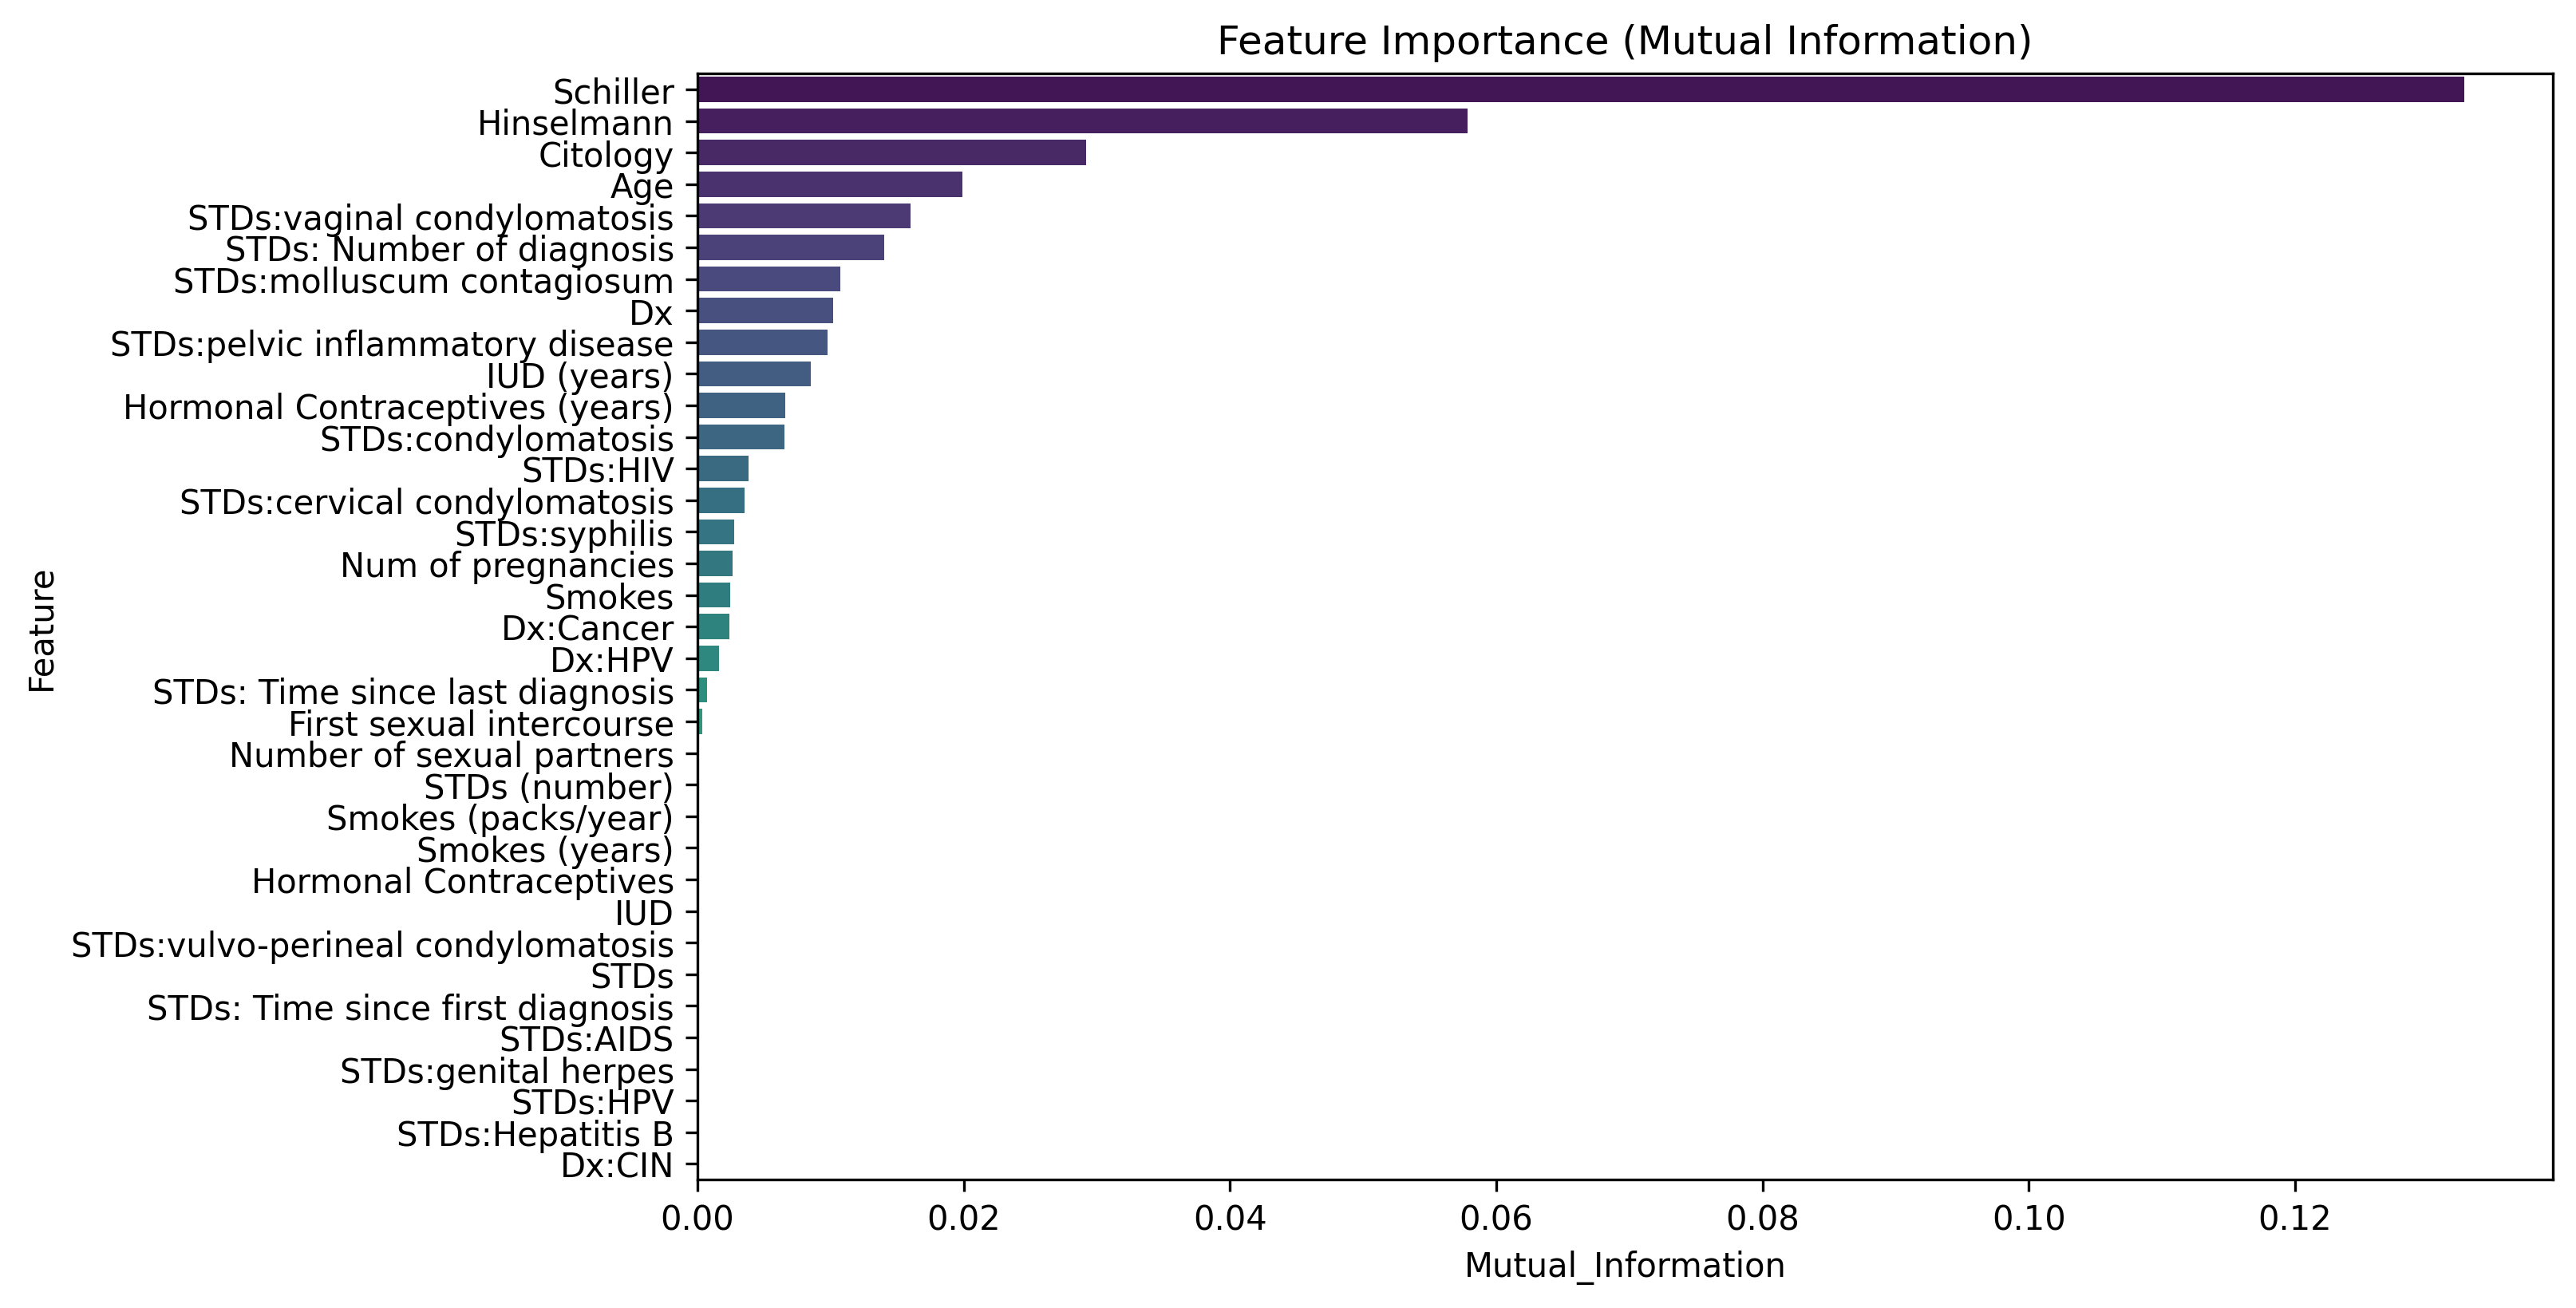 Feature Importance (Mutual Information)
Schiller
Hinselmann
Citology
Age
STDs:vaginal condylomatosis
STDs: Number of diagnosis
STDs:molluscum contagiosum
Dx
STDs:pelvic inflammatory disease
IUD (years)
Hormonal Contraceptives (years)
STDs:condylomatosis
STDs:HIV
STDs:cervical condylomatosis
STDs:syphilis
Num of pregnancies
Smokes
Dx:Cancer
Dx:HPV
STDs: Time since last diagnosis
First sexual intercourse
Number of sexual partners
STDs (number)
Smokes (packs/year)
Smokes (years)
Hormonal Contraceptives
IUD
STDs:vulvo-perineal condylomatosis
STDs
STDs: Time since first diagnosis
STDs:AIDS
STDs:genital herpes
STDs:HPV
STDs:Hepatitis B
Dx:CIN
Feature
0.00 0.02 0.04 0.06 0.08 0.10 0.12
Mutual_Information